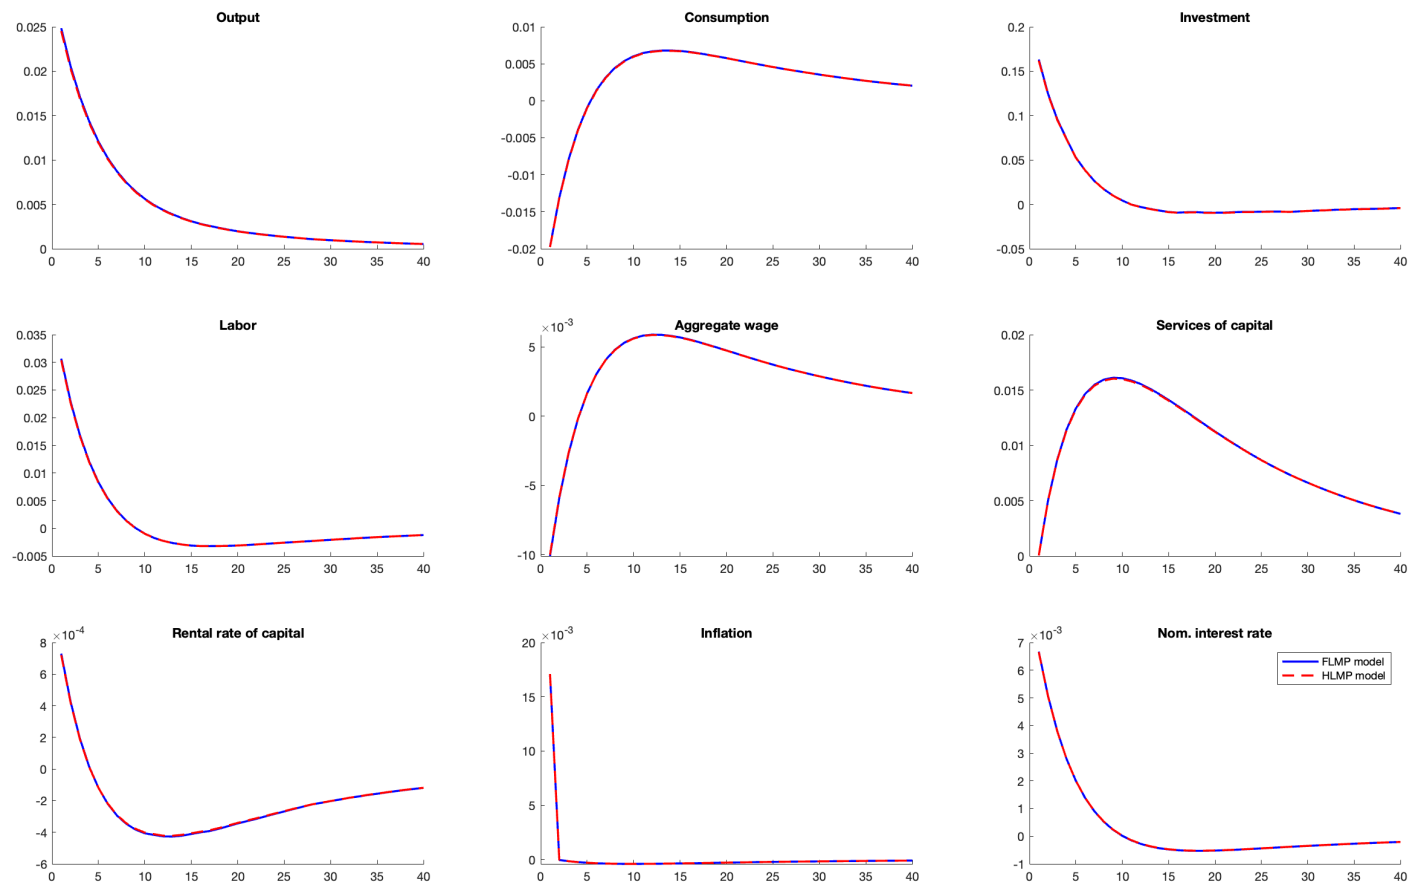 Output
0.025
0.02
0.015
0.01
0.005
0
0 5 10 15 20 25 30 35 40
Consumption
0.01
0.005
0
-0.005
-0.01
-0.015
-0.02
0 5 10 15 20 25 30 35 40
Investment
0.2
0.15
0.1
0.05
0
-0.05
0 5 10 15 20 25 30 35 40
Labor
0.035
0.03
0.025
0.02
0.015
0.01
0.005
0
-0.005
0 5 10 15 20 25 30 35 40
×10⁻³ Aggregate wage
5
0
-5
-10
0 5 10 15 20 25 30 35 40
Services of capital
0.02
0.015
0.01
0.005
0
0 5 10 15 20 25 30 35 40
×10⁻⁴ Rental rate of capital
8
6
4
2
0
-2
-4
-6
0 5 10 15 20 25 30 35 40
×10⁻³ Inflation
20
15
10
5
0
0 5 10 15 20 25 30 35 40
×10⁻³ Nom. interest rate
7
6
5
4
3
2
1
0
-1
0 5 10 15 20 25 30 35 40
FLMP model
HLMP model